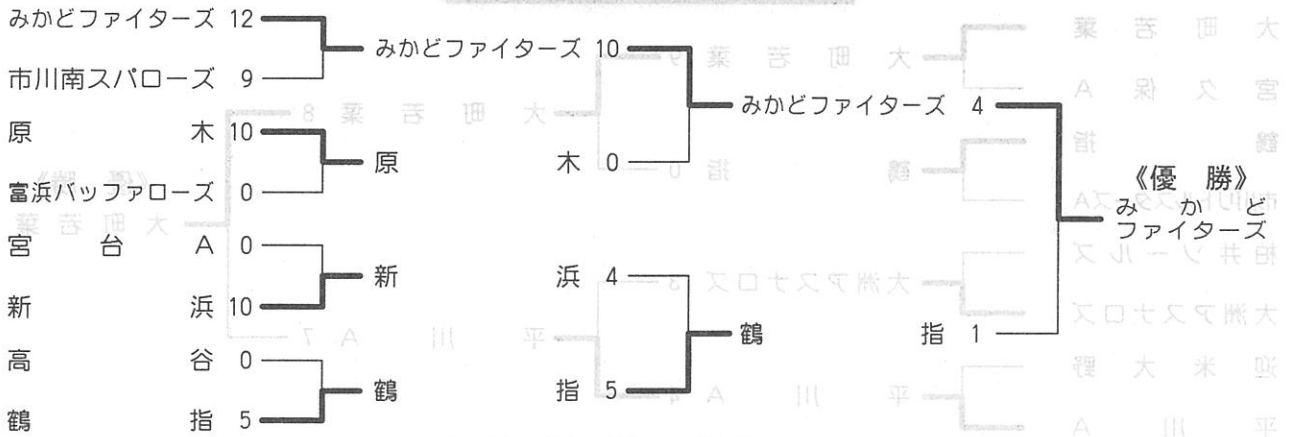 みかどファイターズ 12
市川南スパローズ 9
原木 10
富浜バッファローズ 0
宮台A 0
新浜 10
高谷 0
鶴指 5
みかどファイターズ 10
原木 0
新浜 4
鶴指 5
みかどファイターズ 4
鶴指 1
《優勝》
みかど
ファイターズ